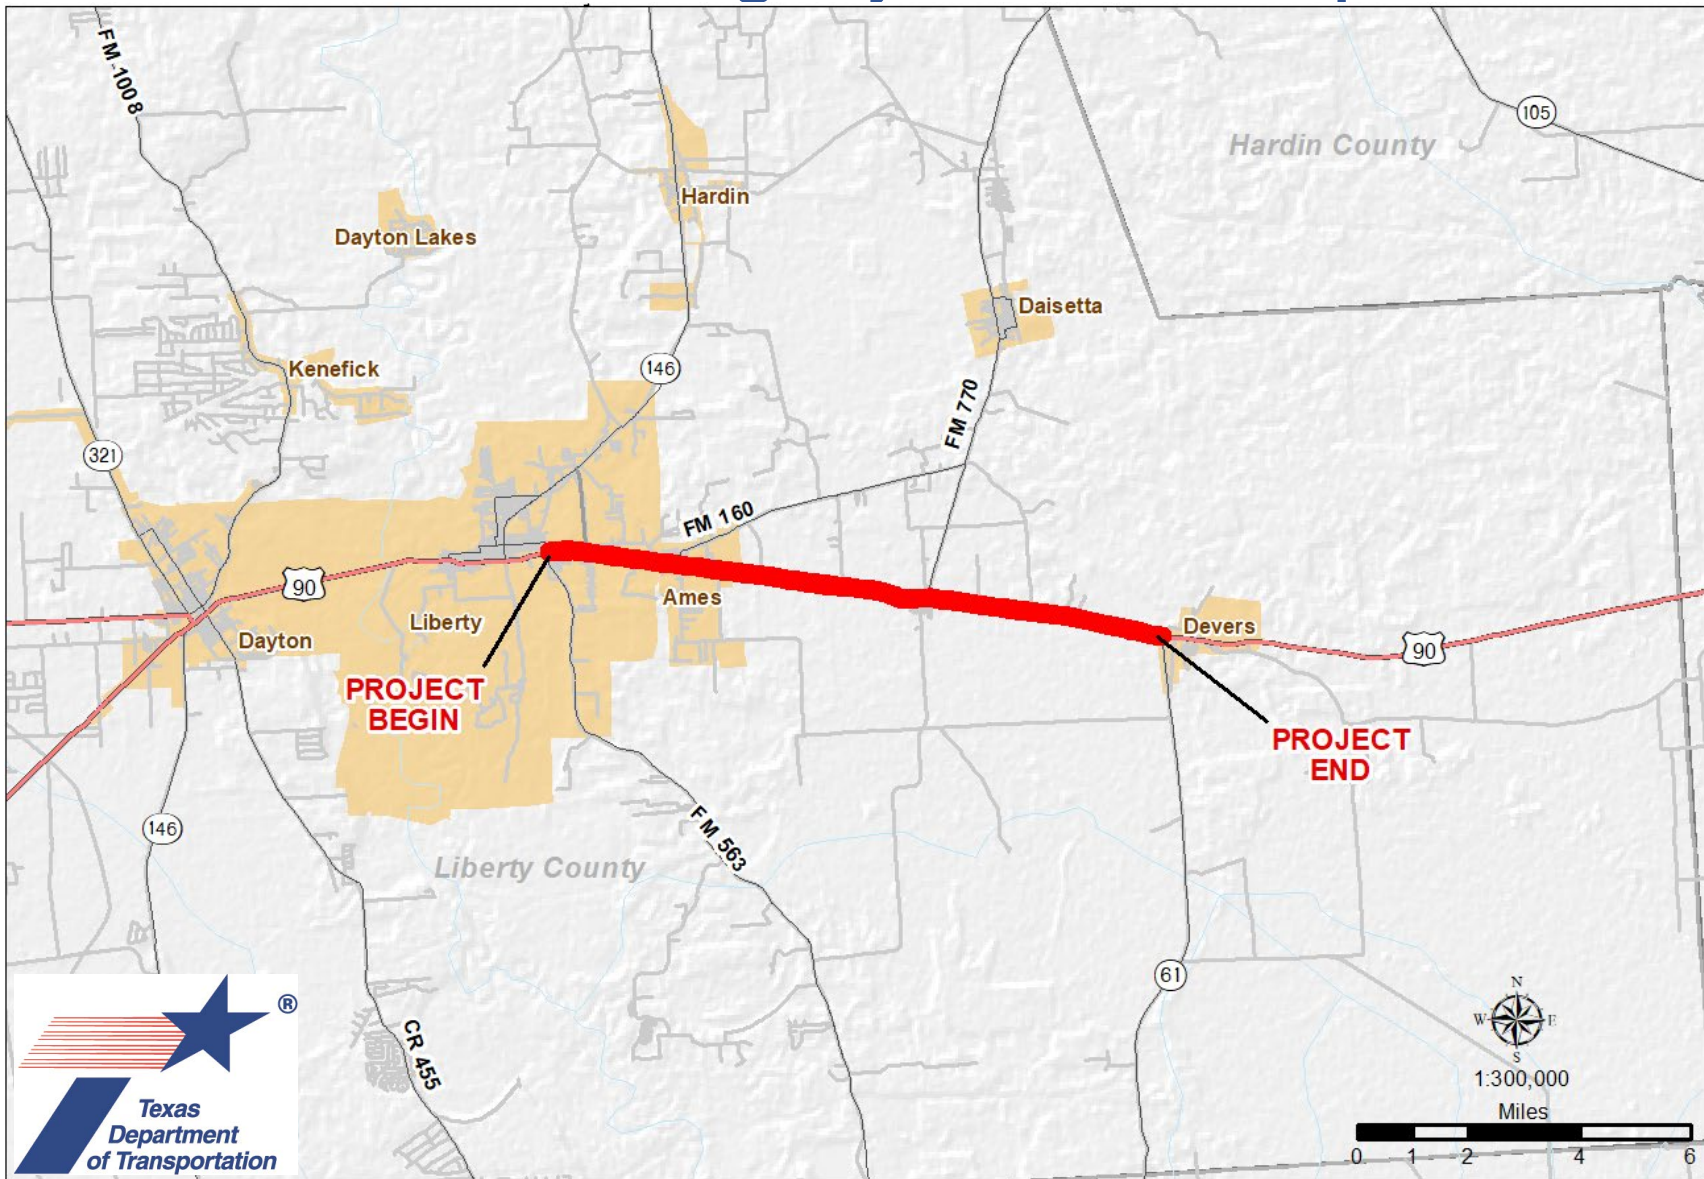 FM 1008
105
Hardin County
Hardin
Dayton Lakes
Daisetta
Kenefick
146
FM 770
321
FM 160
90
Ames
Liberty
Devers
Dayton
90
PROJECT
BEGIN
PROJECT
END
146
FM 563
Liberty County
61
N
W
E
S
1:300,000
Miles
0 1 2 4 6
CR 455
®
Texas
Department
of Transportation